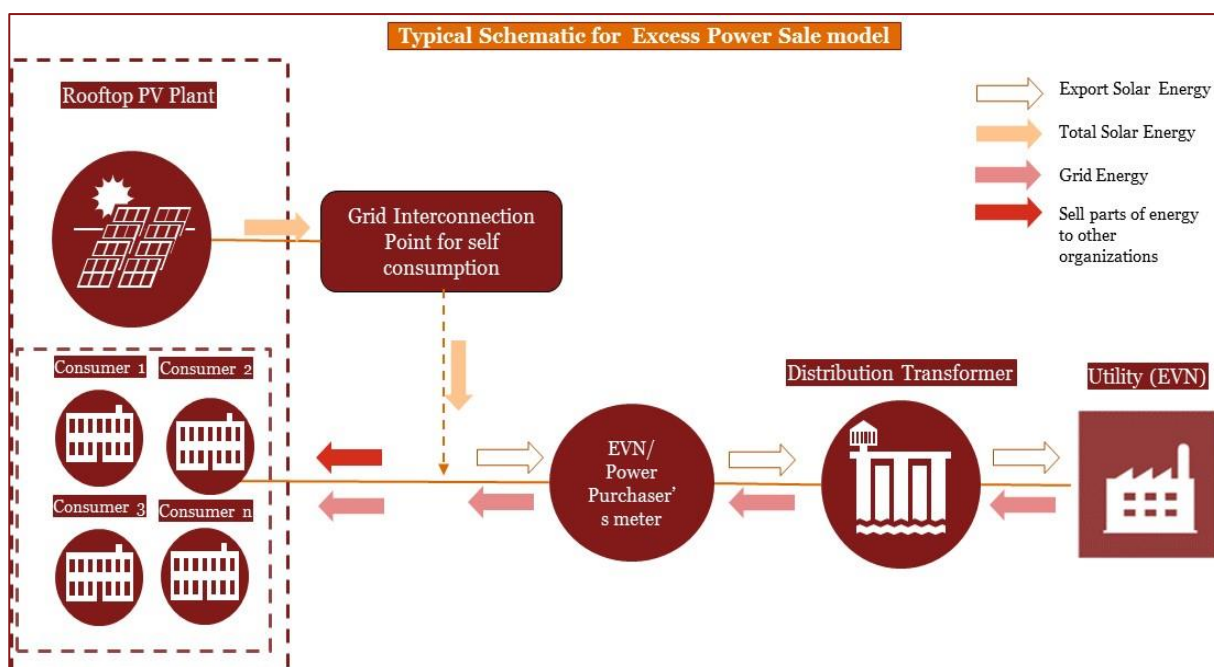 Typical Schematic for Excess Power Sale model
Rooftop PV Plant
Export Solar Energy
Total Solar Energy
Grid Energy
Sell parts of energy
to other
organizations
Grid Interconnection
Point for self
consumption
Consumer 1
Consumer 2
Consumer 3
Consumer n
EVN/
Power
Purchaser'
s meter
Distribution Transformer
Utility (EVN)